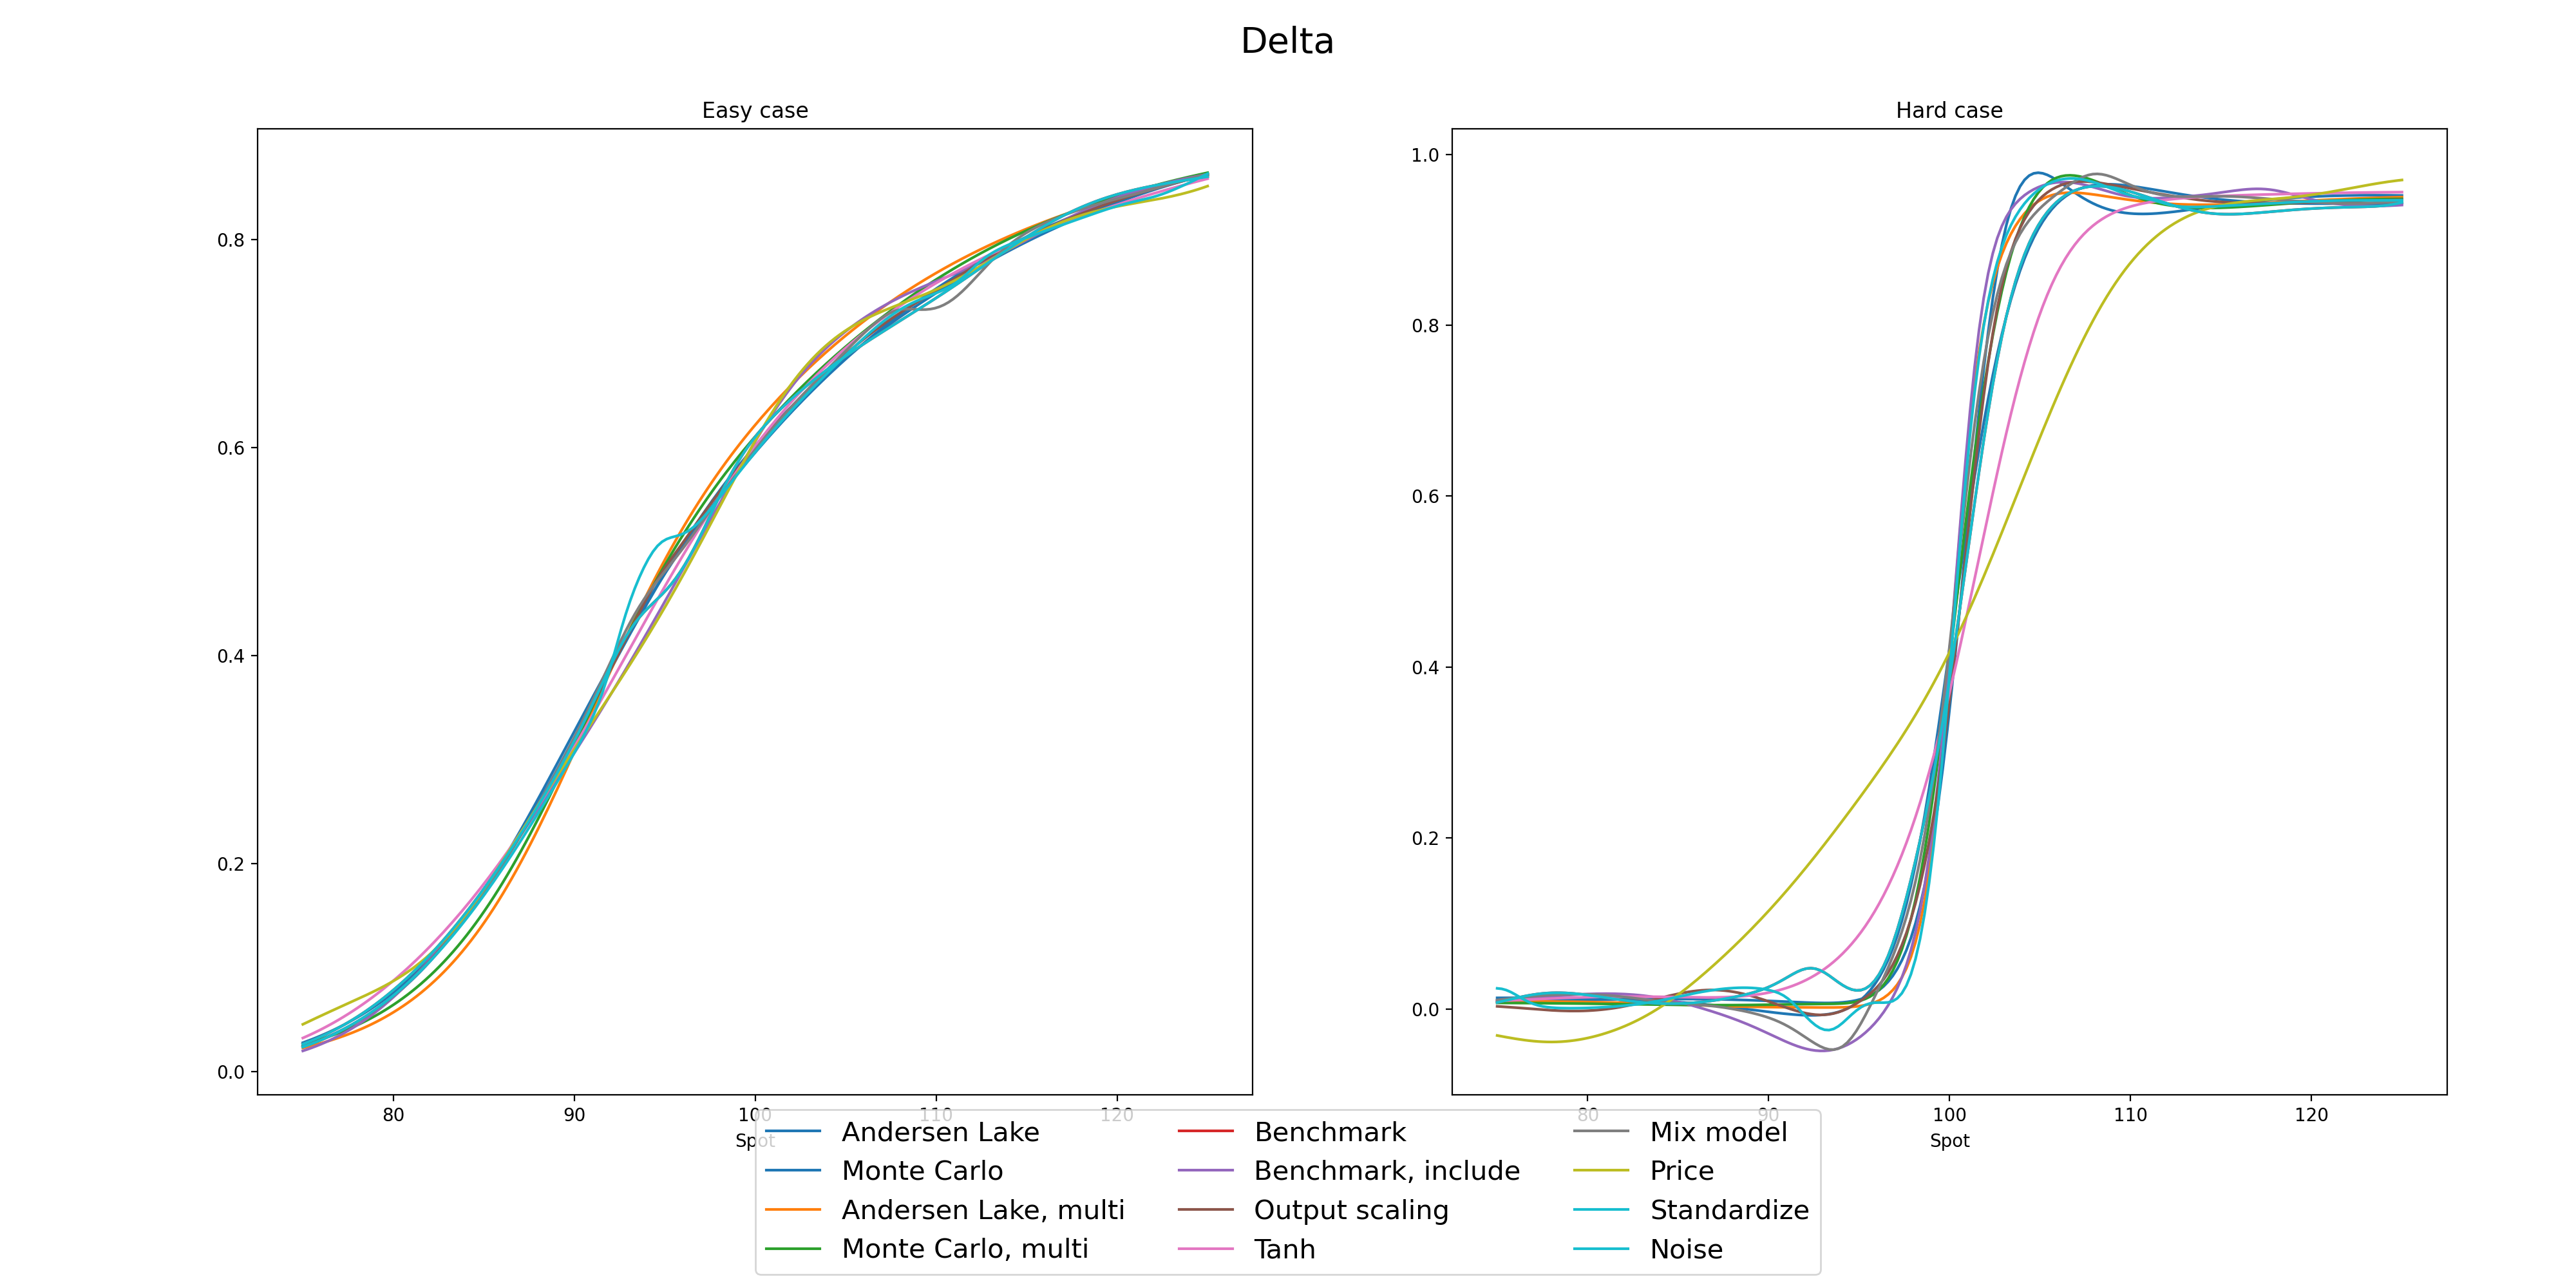 Delta
Easy case
0.8
0.6
0.4
0.2
0.0
80 90 100 110 120
Spot
Hard case
1.0
0.8
0.6
0.4
0.2
0.0
80 90 100 110 120
Spot
Andersen Lake
Monte Carlo
Andersen Lake, multi
Monte Carlo, multi
Benchmark
Benchmark, include
Output scaling
Tanh
Mix model
Price
Standardize
Noise